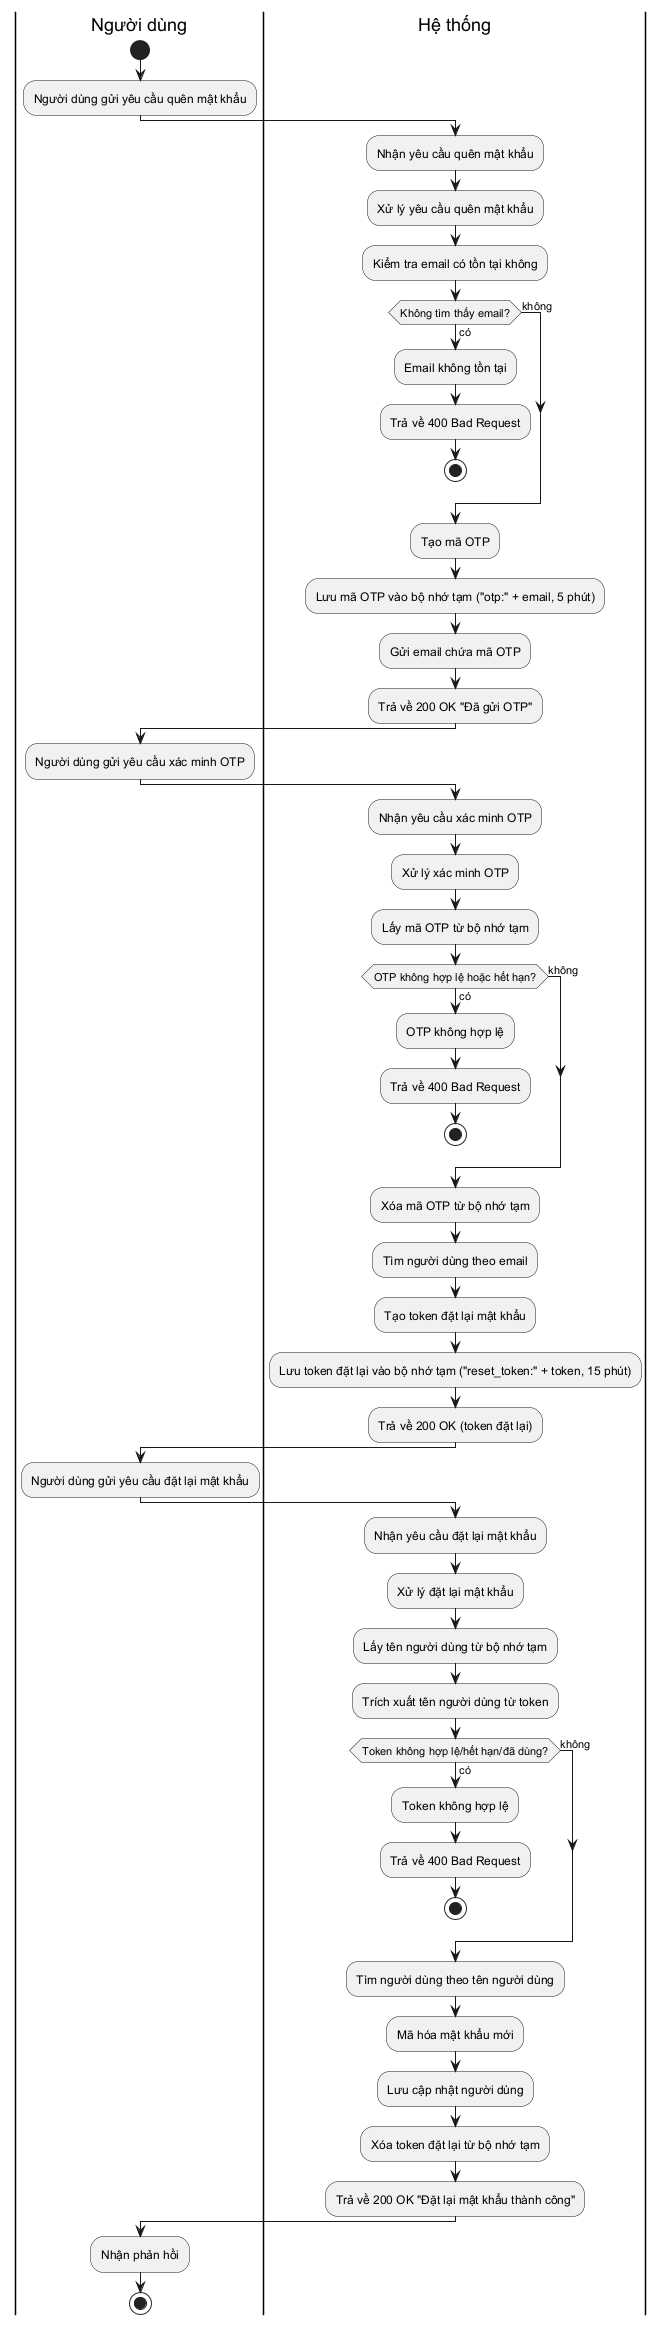 Người dùng
Hệ thống
Người dùng gửi yêu cầu quên mật khẩu
Nhận yêu cầu quên mật khẩu
Xử lý yêu cầu quên mật khẩu
Kiểm tra email có tồn tại không
Không tìm thấy email?
không
có
Email không tồn tại
Trả về 400 Bad Request
Tạo mã OTP
Lưu mã OTP vào bộ nhớ tạm ("otp:" + email, 5 phút)
Gửi email chứa mã OTP
Trả về 200 OK "Đã gửi OTP"
Người dùng gửi yêu cầu xác minh OTP
Nhận yêu cầu xác minh OTP
Xử lý xác minh OTP
Lấy mã OTP từ bộ nhớ tạm
OTP không hợp lệ hoặc hết hạn?
không
có
OTP không hợp lệ
Trả về 400 Bad Request
Xóa mã OTP từ bộ nhớ tạm
Tìm người dùng theo email
Tạo token đặt lại mật khẩu
Lưu token đặt lại vào bộ nhớ tạm ("reset_token:" + token, 15 phút)
Trả về 200 OK (token đặt lại)
Người dùng gửi yêu cầu đặt lại mật khẩu
Nhận yêu cầu đặt lại mật khẩu
Xử lý đặt lại mật khẩu
Lấy tên người dùng từ bộ nhớ tạm
Trích xuất tên người dùng từ token
Token không hợp lệ/hết hạn/đã dùng?
không
có
Token không hợp lệ
Trả về 400 Bad Request
Tìm người dùng theo tên người dùng
Mã hóa mật khẩu mới
Lưu cập nhật người dùng
Xóa token đặt lại từ bộ nhớ tạm
Trả về 200 OK "Đặt lại mật khẩu thành công"
Nhận phản hồi